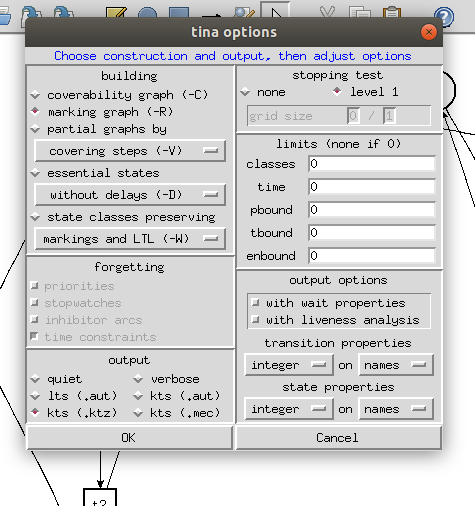 tina options
Choose construction and output, then adjust options
building
coverability graph (-C)
marking graph (-R)
partial graphs by
covering steps (-V)
essential states
without delays (-D)
state classes preserving
markings and LTL (-W)
forgetting
priorities
stopwatches
inhibitor arcs
time constraints
output
quiet verbose
lts (.aut) kts (.aut)
kts (.ktz) kts (.mec)
stopping test
none level 1
grid size 0 / 1
limits (none if 0)
classes 0
time 0
pbound 0
tbound 0
enbound 0
output options
with wait properties
with liveness analysis
transition properties
integer on names
state properties
integer on names
OK Cancel